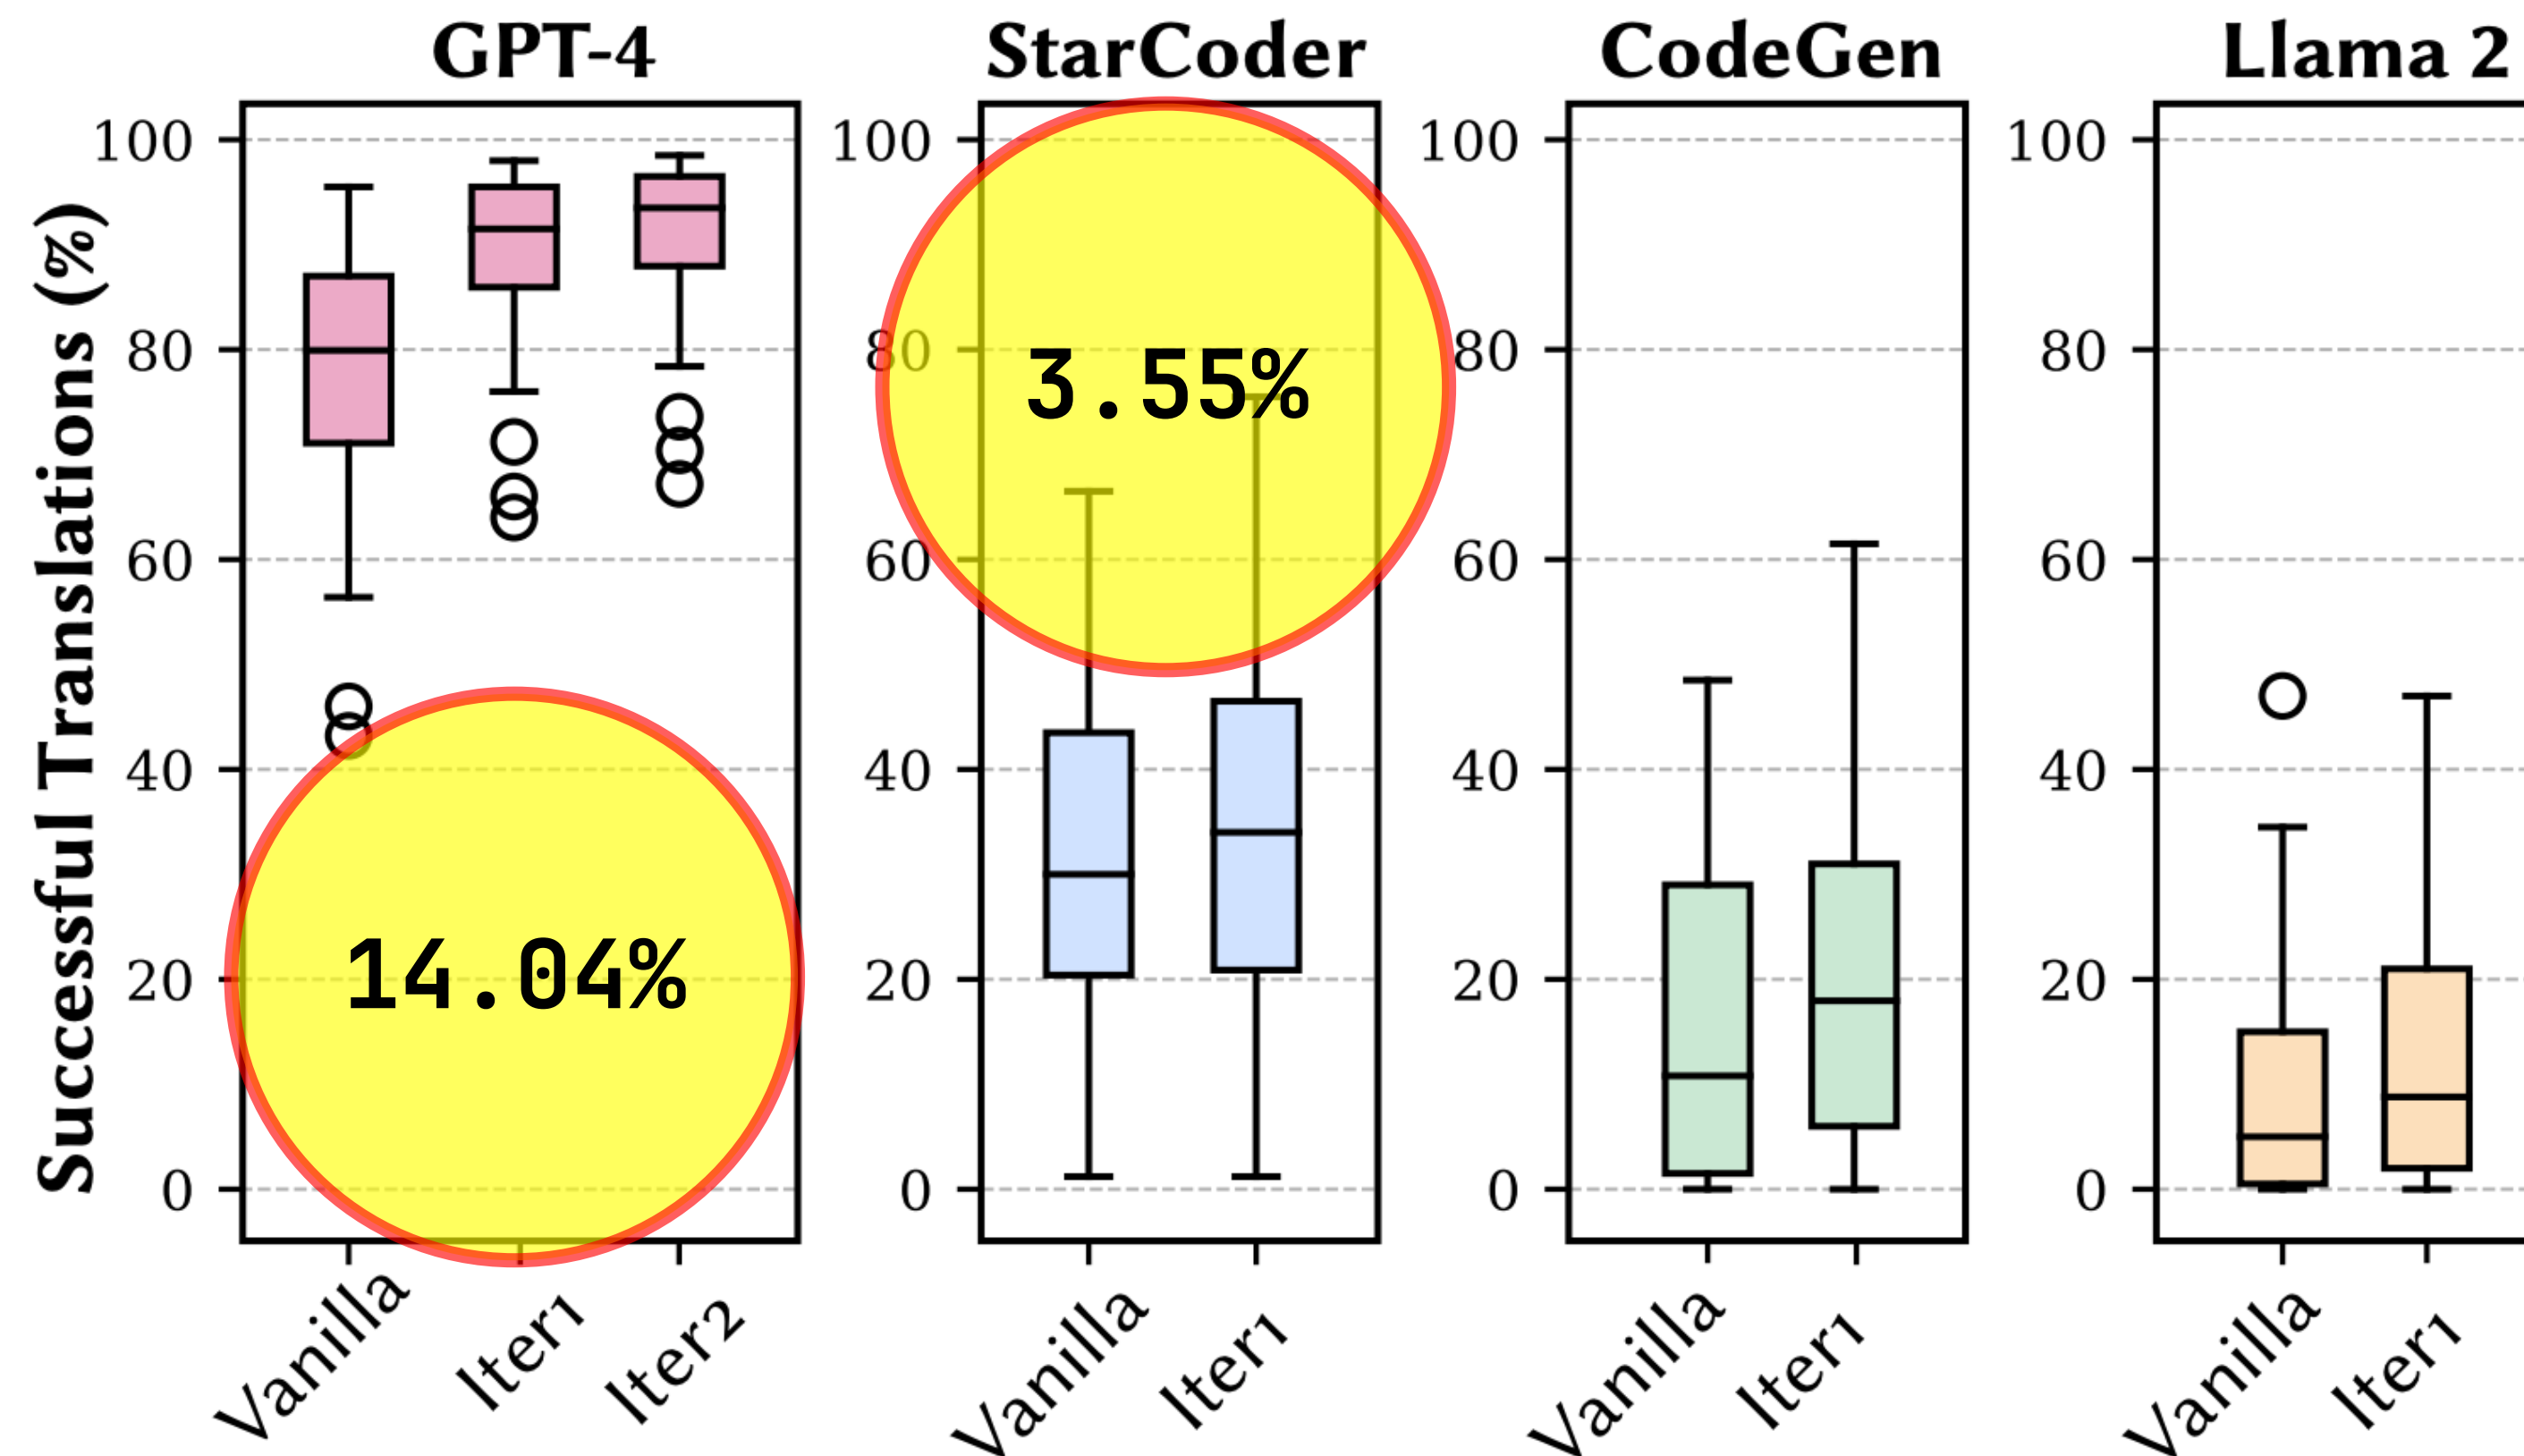 GPT-4 StarCoder CodeGen Llama 2
Successful Translations (%)
100 80 60 40 20 0
100 80 60 40 20 0
100 80 60 40 20 0
100 80 60 40 20 0
3.55%
14.04%
Vanilla Iter1 Iter2
Vanilla Iter1
Vanilla Iter1
Vanilla Iter1